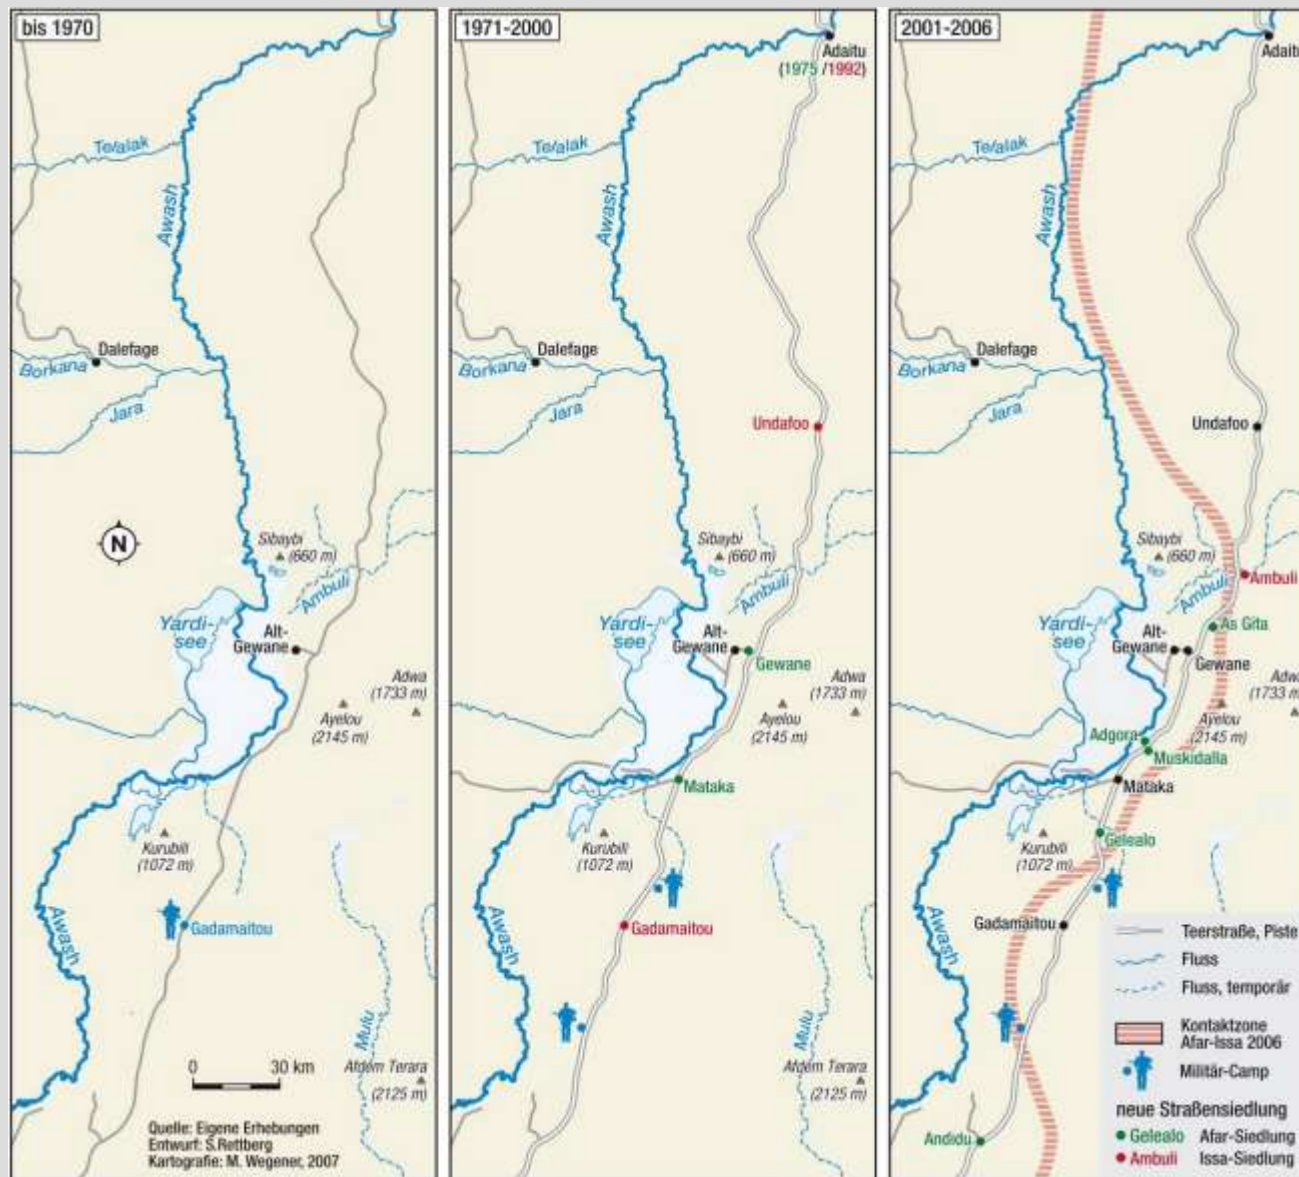 bis 1970
Te'alak
Awash
Dalefage
Borkana
Jara
N
Sibaybi
(660 m)
Ambuli
Yardi-
see
Alt-
Gewane
Adwa
(1733 m)
Ayelou
(2145 m)
Kurubili
(1072 m)
Awash
Gadamaitou
Mulu
0 30 km
Afdem Terara
(2125 m)
Quelle: Eigene Erhebungen
Entwurf: S.Rettberg
Kartografie: M. Wegener, 2007
1971-2000
Adaitu
(1975 /1992)
Te'alak
Awash
Dalefage
Borkana
Jara
Undafoo
Sibaybi
(660 m)
Ambuli
Yardi-
see
Alt-
Gewane
Gewane
Adwa
(1733 m)
Ayelou
(2145 m)
Mataka
Kurubili
(1072 m)
Awash
Gadamaitou
Mulu
Afdem Terara
(2125 m)
2001-2006
Adaitu
Te'alak
Awash
Dalefage
Borkana
Jara
Undafoo
Sibaybi
(660 m)
Ambuli
Ambuli
As Gita
Yardi-
see
Alt-
Gewane
Gewane
Adwa
(1733 m)
Ayelou
(2145 m)
Adgora
Muskidalla
Mataka
Gelealo
Kurubili
(1072 m)
Awash
Gadamaitou
Andidu
Teerstraße, Piste
Fluss
Fluss, temporär
Kontaktzone
Afar-Issa 2006
Militär-Camp
neue Straßensiedlung
Gelealo Afar-Siedlung
Ambuli Issa-Siedlung